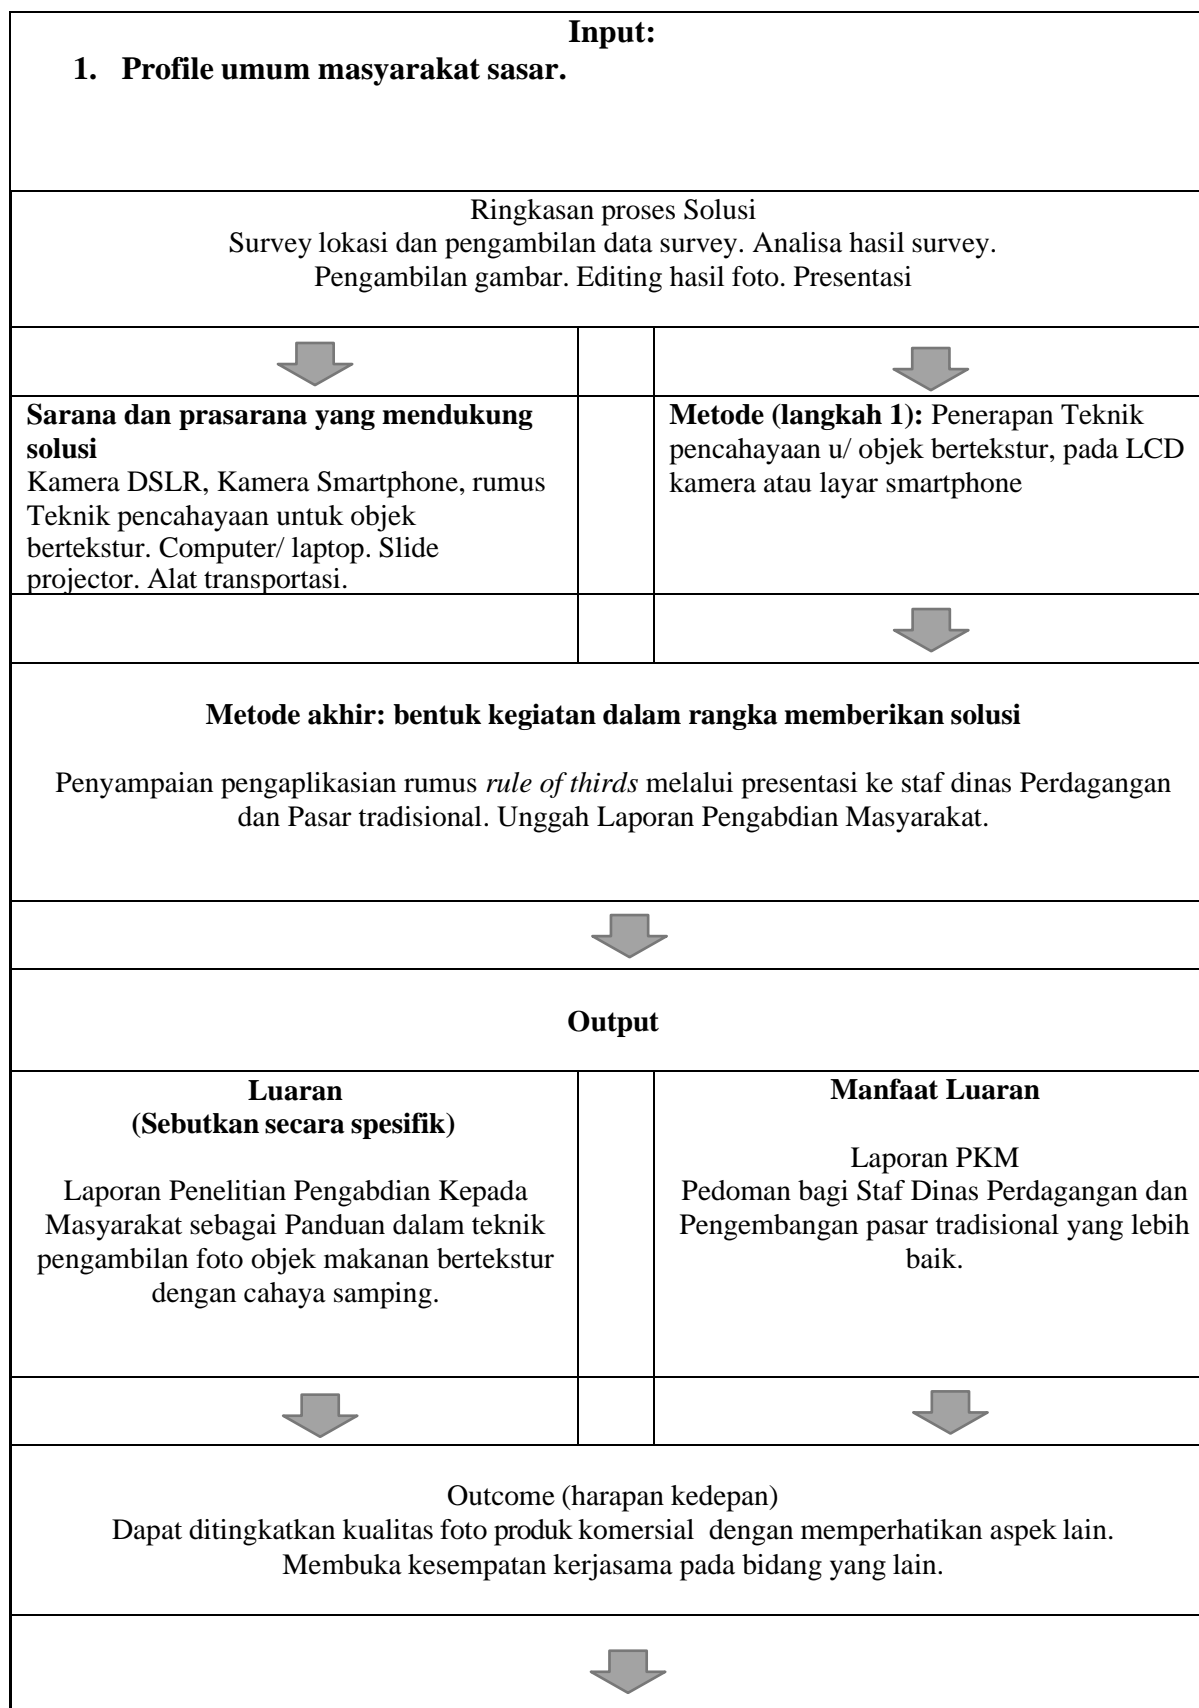 Input:
1. Profile umum masyarakat sasar.
Ringkasan proses Solusi
Survey lokasi dan pengambilan data survey. Analisa hasil survey.
Pengambilan gambar. Editing hasil foto. Presentasi
Sarana dan prasarana yang mendukung
solusi
Kamera DSLR, Kamera Smartphone, rumus
Teknik pencahayaan untuk objek
bertekstur. Computer/ laptop. Slide
projector. Alat transportasi.
Metode (langkah 1): Penerapan Teknik
pencahayaan u/ objek bertekstur, pada LCD
kamera atau layar smartphone
Metode akhir: bentuk kegiatan dalam rangka memberikan solusi
Penyampaian pengaplikasian rumus rule of thirds melalui presentasi ke staf dinas Perdagangan
dan Pasar tradisional. Unggah Laporan Pengabdian Masyarakat.
Output
Luaran
(Sebutkan secara spesifik)
Laporan Penelitian Pengabdian Kepada
Masyarakat sebagai Panduan dalam teknik
pengambilan foto objek makanan bertekstur
dengan cahaya samping.
Manfaat Luaran
Laporan PKM
Pedoman bagi Staf Dinas Perdagangan dan
Pengembangan pasar tradisional yang lebih
baik.
Outcome (harapan kedepan)
Dapat ditingkatkan kualitas foto produk komersial dengan memperhatikan aspek lain.
Membuka kesempatan kerjasama pada bidang yang lain.